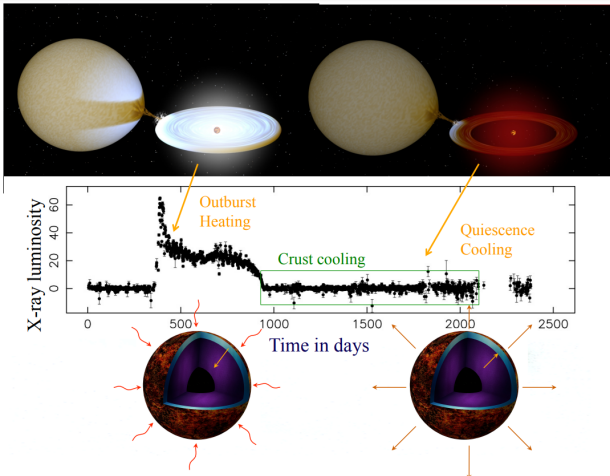 Outburst
Heating
Quiescence
Cooling
Crust cooling
X-ray luminosity
60
40
20
0
0
500
1000
1500
2000
2500
Time in days